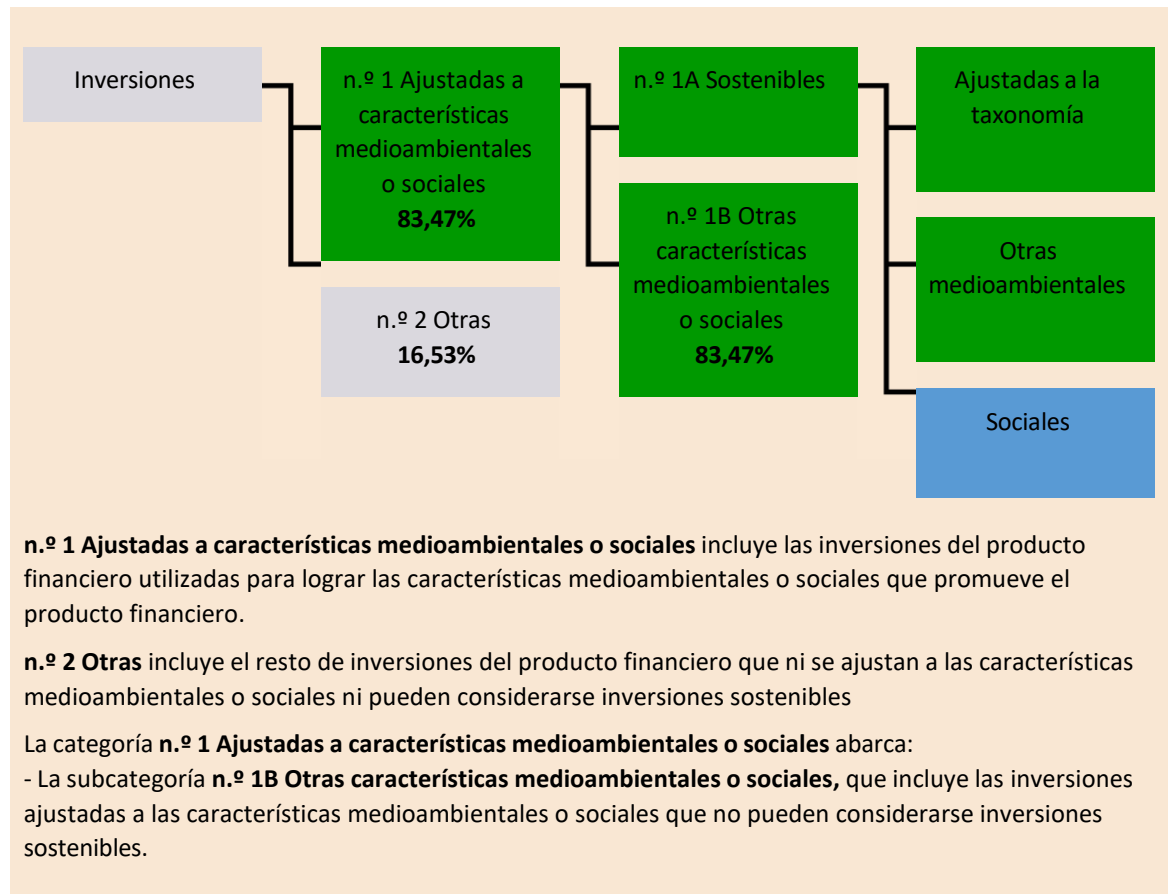 Inversiones
n.º 1 Ajustadas a
características
medioambientales
o sociales
83,47%
n.º 2 Otras
16,53%
n.º 1A Sostenibles
n.º 1B Otras
características
medioambientales
o sociales
83,47%
Ajustadas a la
taxonomía
Otras
medioambientales
Sociales
n.º 1 Ajustadas a características medioambientales o sociales incluye las inversiones del producto
financiero utilizadas para lograr las características medioambientales o sociales que promueve el
producto financiero.
n.º 2 Otras incluye el resto de inversiones del producto financiero que ni se ajustan a las características
medioambientales o sociales ni pueden considerarse inversiones sostenibles
La categoría n.º 1 Ajustadas a características medioambientales o sociales abarca:
- La subcategoría n.º 1B Otras características medioambientales o sociales, que incluye las inversiones
ajustadas a las características medioambientales o sociales que no pueden considerarse inversiones
sostenibles.